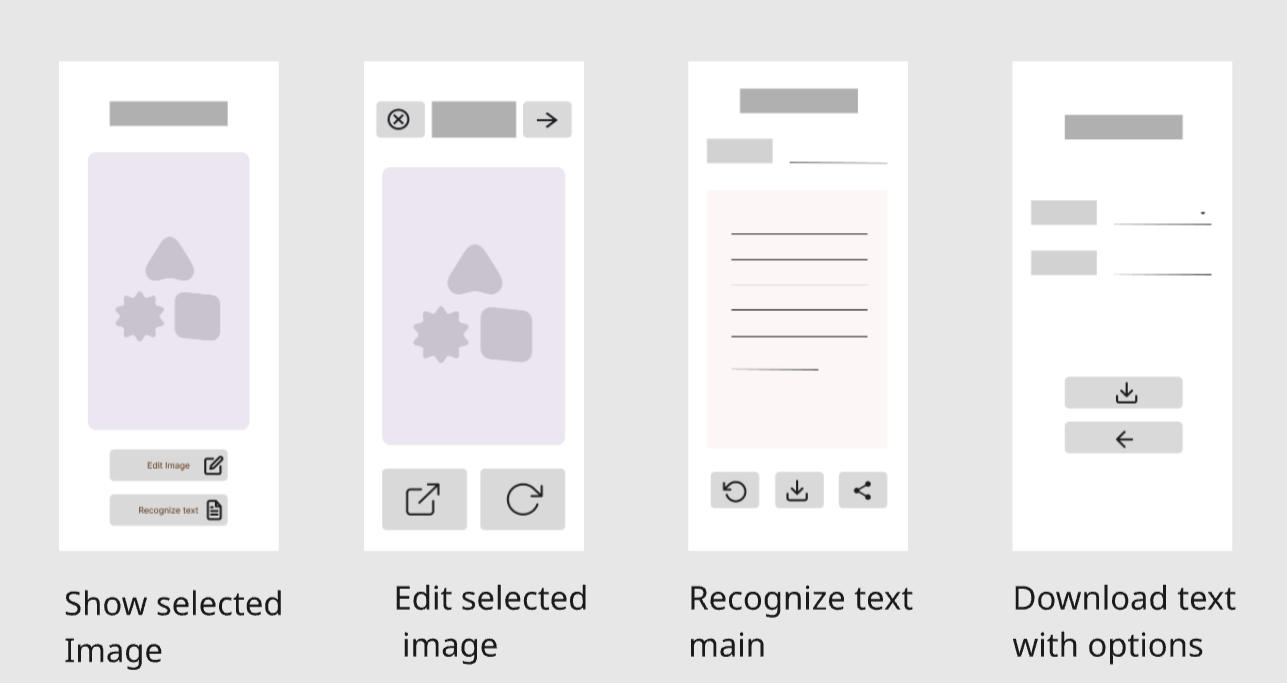 Edit Image
Recognize text
Show selected
Image
Edit selected
image
Recognize text
main
Download text
with options